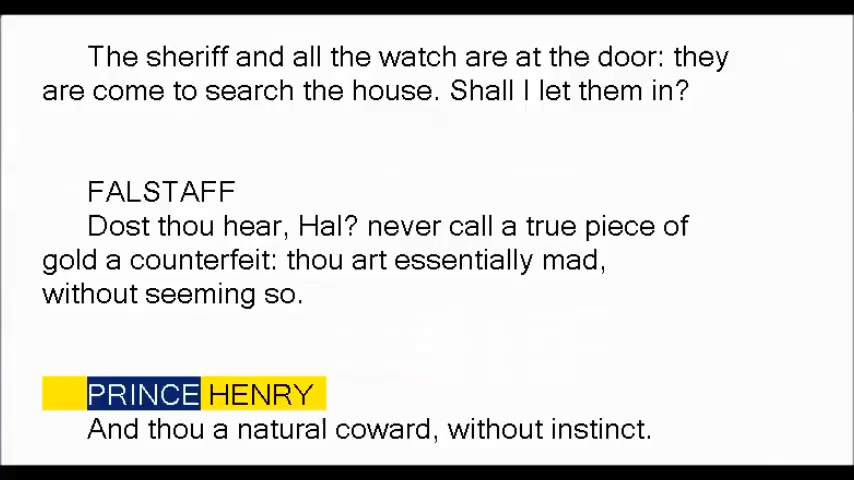 The sheriff and all the watch are at the door: they
are come to search the house. Shall I let them in?
FALSTAFF
Dost thou hear, Hal? never call a true piece of
gold a counterfeit: thou art essentially mad,
without seeming so.
PRINCE HENRY
And thou a natural coward, without instinct.